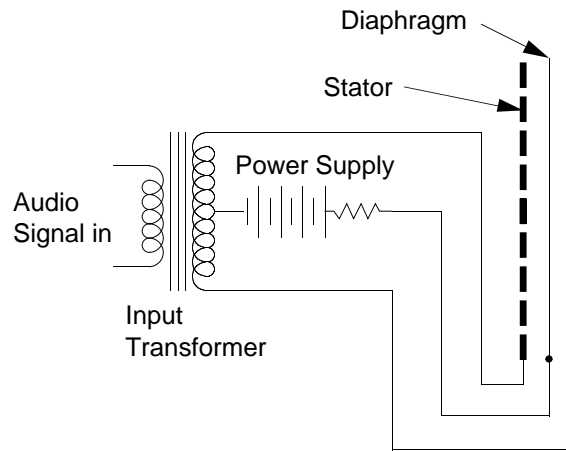 Diaphragm
Stator
Power Supply
Audio
Signal in
Input
Transformer